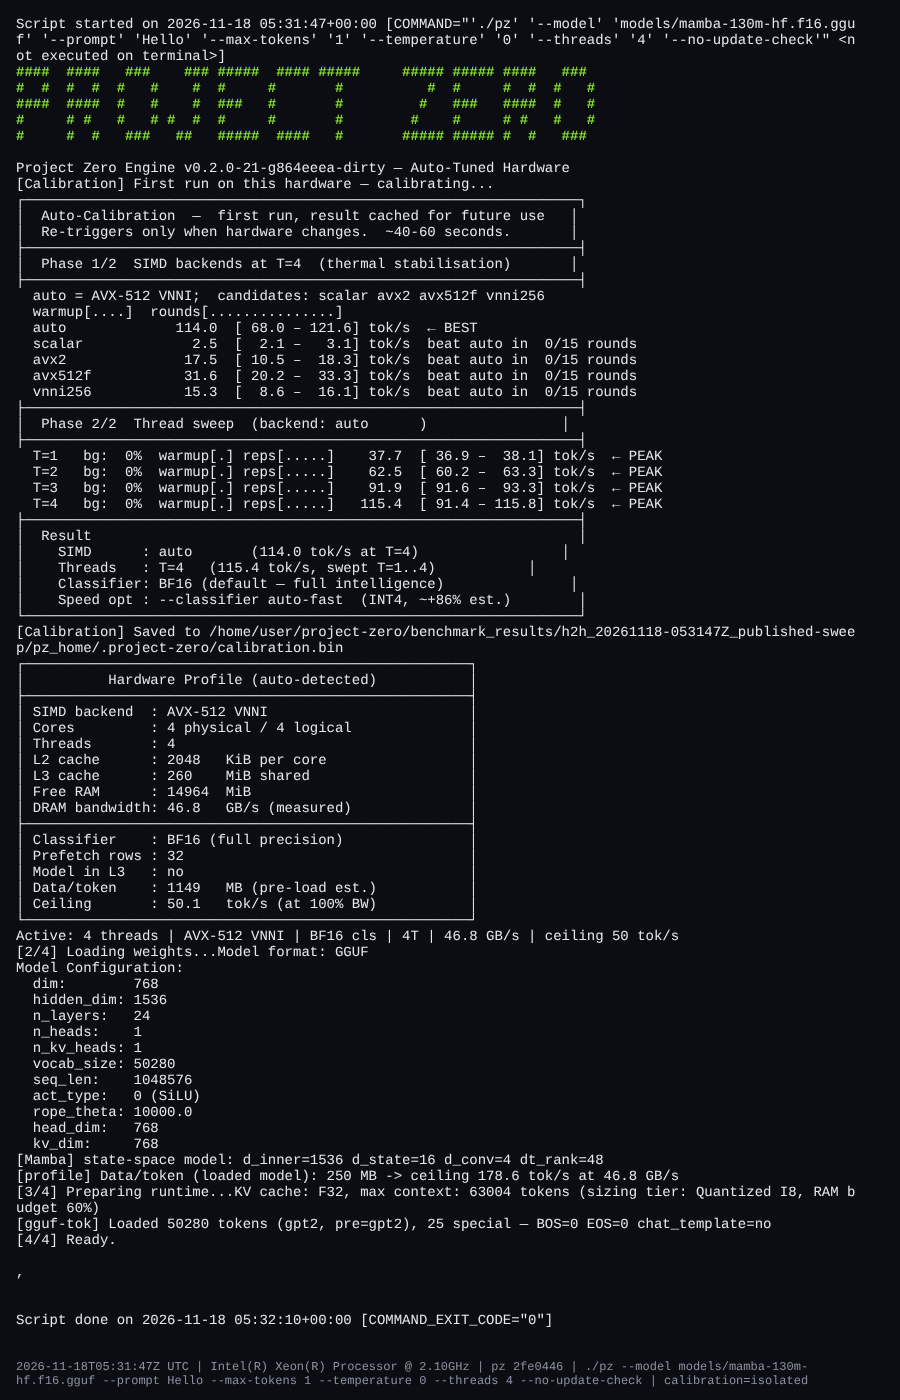 Script started on 2026-11-18 05:31:47+00:00 [COMMAND="'./pz' '--model' 'models/mamba-130m-hf.f16.ggu
f' '--prompt' 'Hello' '--max-tokens' '1' '--temperature' '0' '--threads' '4' '--no-update-check'" <n
ot executed on terminal>]
PROJECT ZERO
Project Zero Engine v0.2.0-21-g864eeea-dirty — Auto-Tuned Hardware
[Calibration] First run on this hardware — calibrating...
Auto-Calibration — first run, result cached for future use
Re-triggers only when hardware changes. ~40-60 seconds.
Phase 1/2 SIMD backends at T=4 (thermal stabilisation)
auto = AVX-512 VNNI; candidates: scalar avx2 avx512f vnni256
warmup[....] rounds[...............]
auto 114.0 [ 68.0 – 121.6] tok/s ← BEST
scalar 2.5 [ 2.1 – 3.1] tok/s beat auto in 0/15 rounds
avx2 17.5 [ 10.5 – 18.3] tok/s beat auto in 0/15 rounds
avx512f 31.6 [ 20.2 – 33.3] tok/s beat auto in 0/15 rounds
vnni256 15.3 [ 8.6 – 16.1] tok/s beat auto in 0/15 rounds
Phase 2/2 Thread sweep (backend: auto )
T=1 bg: 0% warmup[.] reps[.....] 37.7 [ 36.9 – 38.1] tok/s ← PEAK
T=2 bg: 0% warmup[.] reps[.....] 62.5 [ 60.2 – 63.3] tok/s ← PEAK
T=3 bg: 0% warmup[.] reps[.....] 91.9 [ 91.6 – 93.3] tok/s ← PEAK
T=4 bg: 0% warmup[.] reps[.....] 115.4 [ 91.4 – 115.8] tok/s ← PEAK
Result
SIMD : auto (114.0 tok/s at T=4)
Threads : T=4 (115.4 tok/s, swept T=1..4)
Classifier: BF16 (default — full intelligence)
Speed opt : --classifier auto-fast (INT4, ~+86% est.)
[Calibration] Saved to /home/user/project-zero/benchmark_results/h2h_20261118-053147Z_published-swee
p/pz_home/.project-zero/calibration.bin
Hardware Profile (auto-detected)
SIMD backend : AVX-512 VNNI
Cores : 4 physical / 4 logical
Threads : 4
L2 cache : 2048 KiB per core
L3 cache : 260 MiB shared
Free RAM : 14964 MiB
DRAM bandwidth: 46.8 GB/s (measured)
Classifier : BF16 (full precision)
Prefetch rows : 32
Model in L3 : no
Data/token : 1149 MB (pre-load est.)
Ceiling : 50.1 tok/s (at 100% BW)
Active: 4 threads | AVX-512 VNNI | BF16 cls | 4T | 46.8 GB/s | ceiling 50 tok/s
[2/4] Loading weights...Model format: GGUF
Model Configuration:
dim: 768
hidden_dim: 1536
n_layers: 24
n_heads: 1
n_kv_heads: 1
vocab_size: 50280
seq_len: 1048576
act_type: 0 (SiLU)
rope_theta: 10000.0
head_dim: 768
kv_dim: 768
[Mamba] state-space model: d_inner=1536 d_state=16 d_conv=4 dt_rank=48
[profile] Data/token (loaded model): 250 MB -> ceiling 178.6 tok/s at 46.8 GB/s
[3/4] Preparing runtime...KV cache: F32, max context: 63004 tokens (sizing tier: Quantized I8, RAM b
udget 60%)
[gguf-tok] Loaded 50280 tokens (gpt2, pre=gpt2), 25 special — BOS=0 EOS=0 chat_template=no
[4/4] Ready.
,
Script done on 2026-11-18 05:32:10+00:00 [COMMAND_EXIT_CODE="0"]
2026-11-18T05:31:47Z UTC | Intel(R) Xeon(R) Processor @ 2.10GHz | pz 2fe0446 | ./pz --model models/mamba-130m-
hf.f16.gguf --prompt Hello --max-tokens 1 --temperature 0 --threads 4 --no-update-check | calibration=isolated